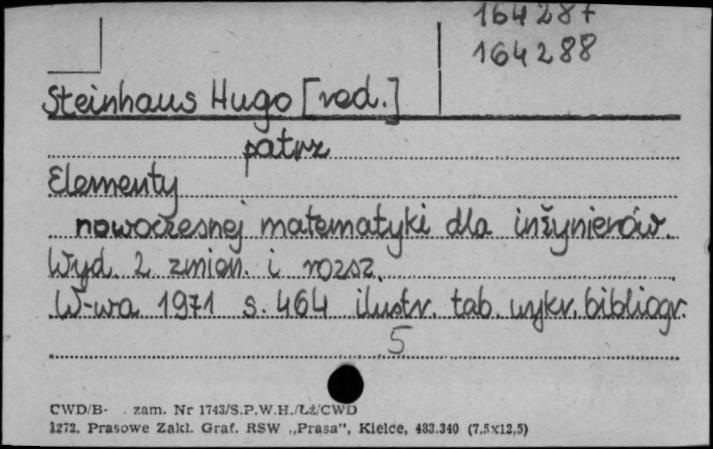 164287
164288
Steinhaus Hugo [red.]
patrz
Elementy
nowoczesnej matematyki dla inżynierów.
Wyd. 2 zmien. i rozsz.
W-wa 1971 s. 464 ilustr. tab. wykr. bibliogr.
5
CWD/B- . zam. Nr 1743/S.P.W.H./Łź/CWD
1272. Prasowe Zakł. Graf. RSW „Prasa", Kielce, 483.340 (7,5x12,5)